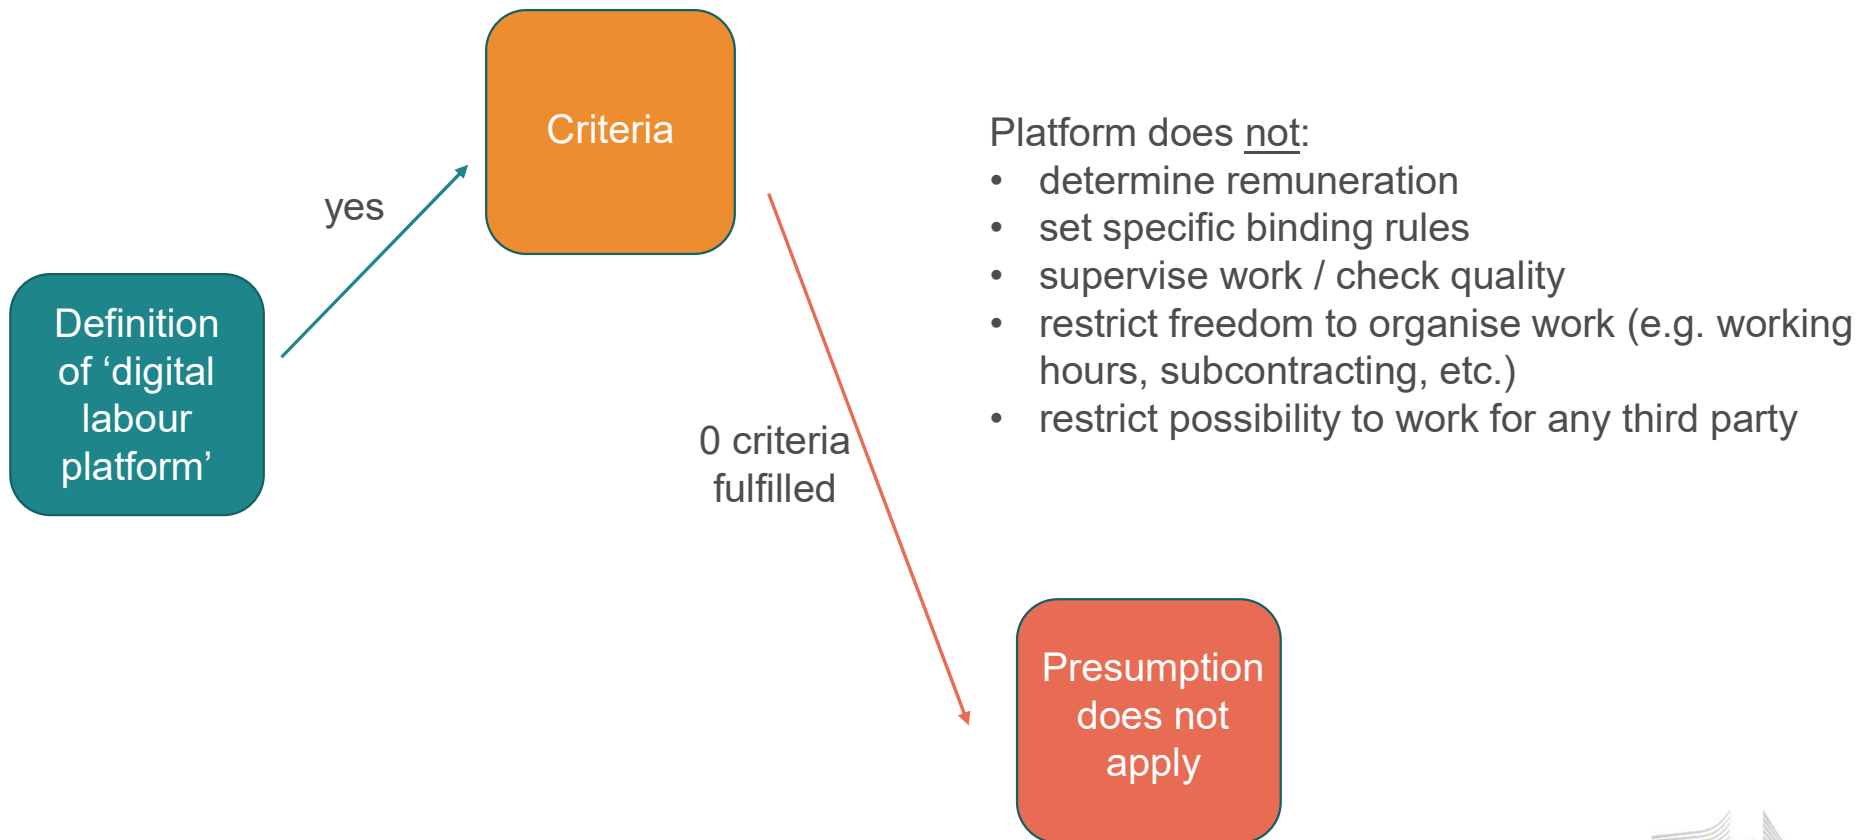 Criteria
yes
Definition
of ‘digital
labour
platform’
Platform does not:
• determine remuneration
• set specific binding rules
• supervise work / check quality
• restrict freedom to organise work (e.g. working
hours, subcontracting, etc.)
• restrict possibility to work for any third party
0 criteria
fulfilled
Presumption
does not
apply